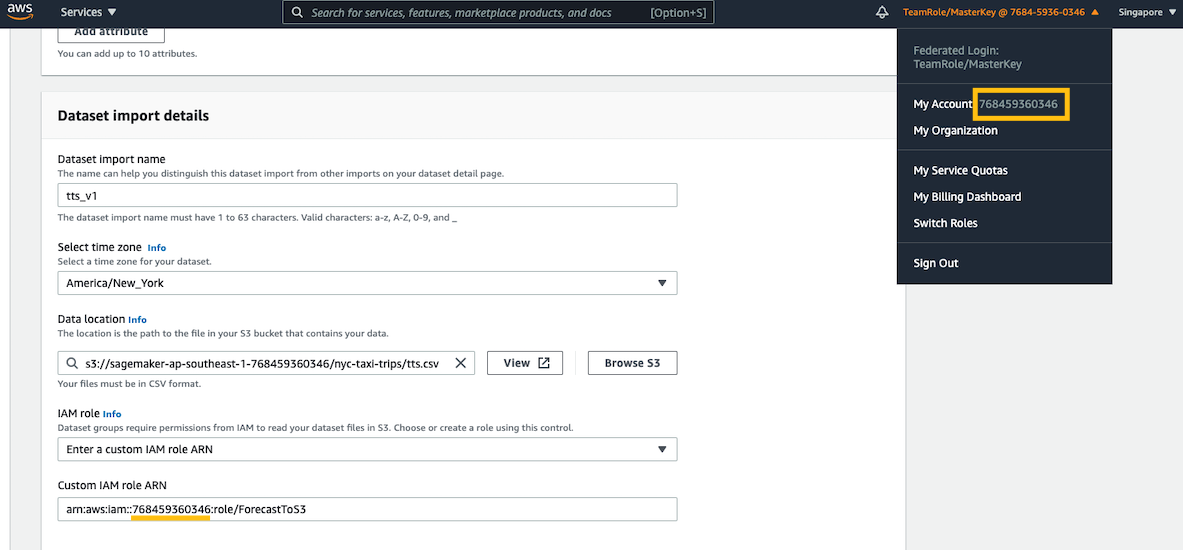 aws
Services
Search for services, features, marketplace products, and docs [Option+S]
TeamRole/MasterKey @ 7684-5936-0346
Singapore
Add attribute
You can add up to 10 attributes.
Federated Login:
TeamRole/MasterKey
My Account 768459360346
My Organization
My Service Quotas
My Billing Dashboard
Switch Roles
Sign Out
Dataset import details
Dataset import name
The name can help you distinguish this dataset import from other imports on your dataset detail page.
tts_v1
The dataset import name must have 1 to 63 characters. Valid characters: a-z, A-Z, 0-9, and _
Select time zone Info
Select a time zone for your dataset.
America/New_York
Data location Info
The location is the path to the file in your S3 bucket that contains your data.
s3://sagemaker-ap-southeast-1-768459360346/nyc-taxi-trips/tts.csv
View
Browse S3
Your files must be in CSV format.
IAM role Info
Dataset groups require permissions from IAM to read your dataset files in S3. Choose or create a role using this control.
Enter a custom IAM role ARN
Custom IAM role ARN
arn:aws:iam::768459360346:role/ForecastToS3